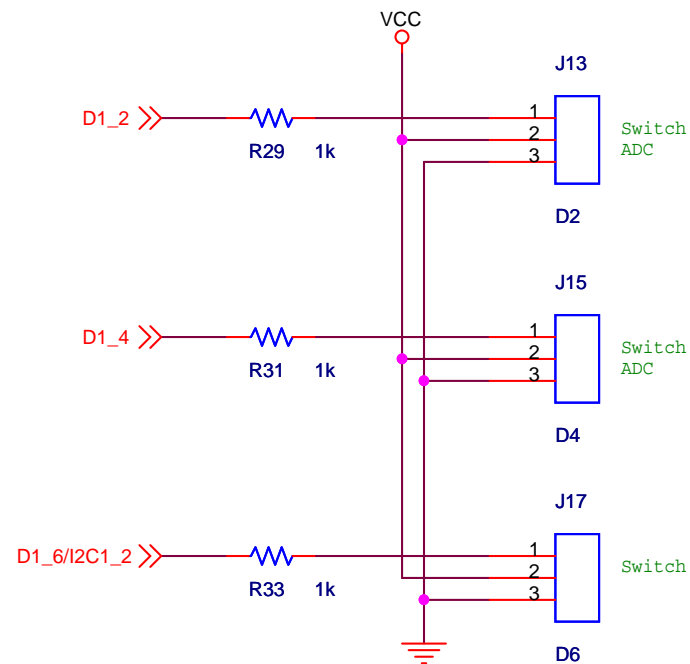 VCC
J13
D1_2
1
2
3
Switch
ADC
R29 1k
D2
J15
D1_4
1
2
3
Switch
ADC
R31 1k
D4
J17
D1_6/I2C1_2
1
2
3
Switch
R33 1k
D6